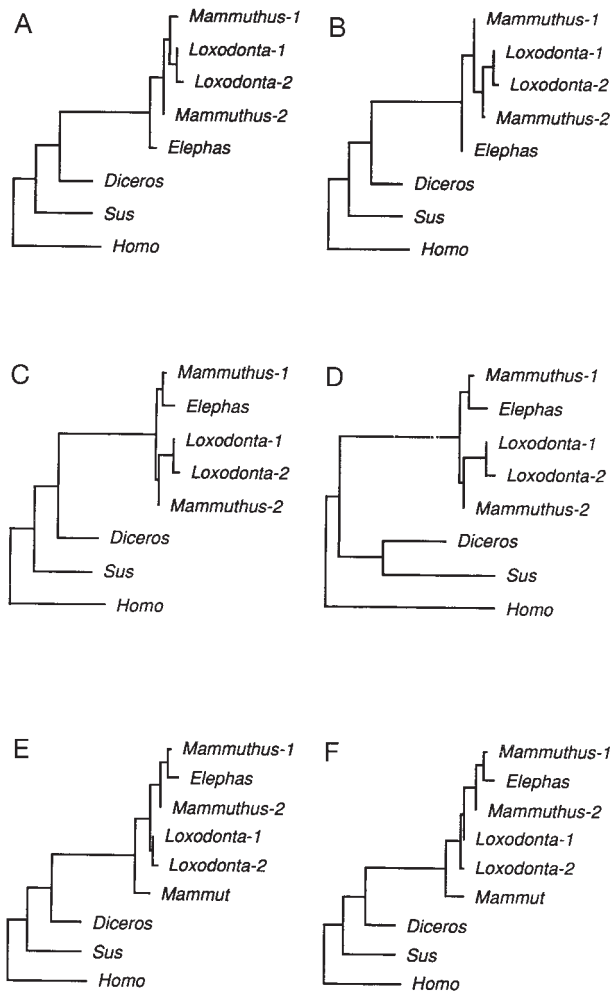 A
Mammuthus-1
Loxodonta-1
Loxodonta-2
Mammuthus-2
Elephas
Diceros
Sus
Homo
B
Mammuthus-1
Loxodonta-1
Loxodonta-2
Mammuthus-2
Elephas
Diceros
Sus
Homo
C
Mammuthus-1
Elephas
Loxodonta-1
Loxodonta-2
Mammuthus-2
Diceros
Sus
Homo
D
Mammuthus-1
Elephas
Loxodonta-1
Loxodonta-2
Mammuthus-2
Diceros
Sus
Homo
E
Mammuthus-1
Elephas
Mammuthus-2
Loxodonta-1
Loxodonta-2
Mammut
Diceros
Sus
Homo
F
Mammuthus-1
Elephas
Mammuthus-2
Loxodonta-1
Loxodonta-2
Mammut
Diceros
Sus
Homo